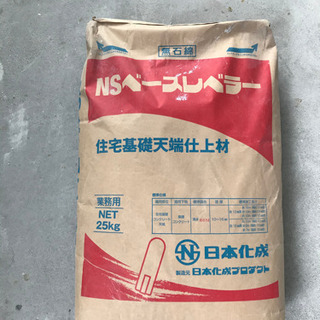 無石綿
NSベースレベラー
住宅基礎天端仕上材
業務用
NET
25kg
日本化成
製造元 日本化成プロダクト